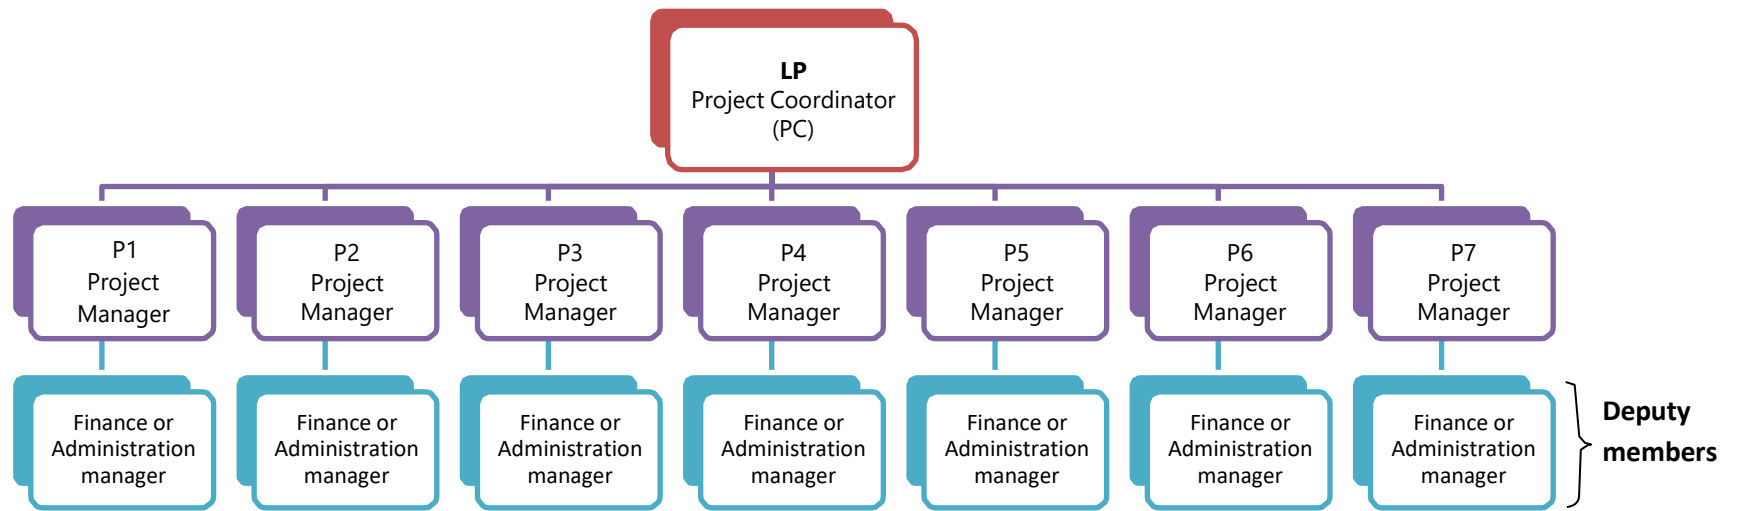 LP
Project Coordinator
(PC)
P1
Project
Manager
P2
Project
Manager
P3
Project
Manager
P4
Project
Manager
P5
Project
Manager
P6
Project
Manager
P7
Project
Manager
Finance or
Administration
manager
Finance or
Administration
manager
Finance or
Administration
manager
Finance or
Administration
manager
Finance or
Administration
manager
Finance or
Administration
manager
Finance or
Administration
manager
Deputy
members